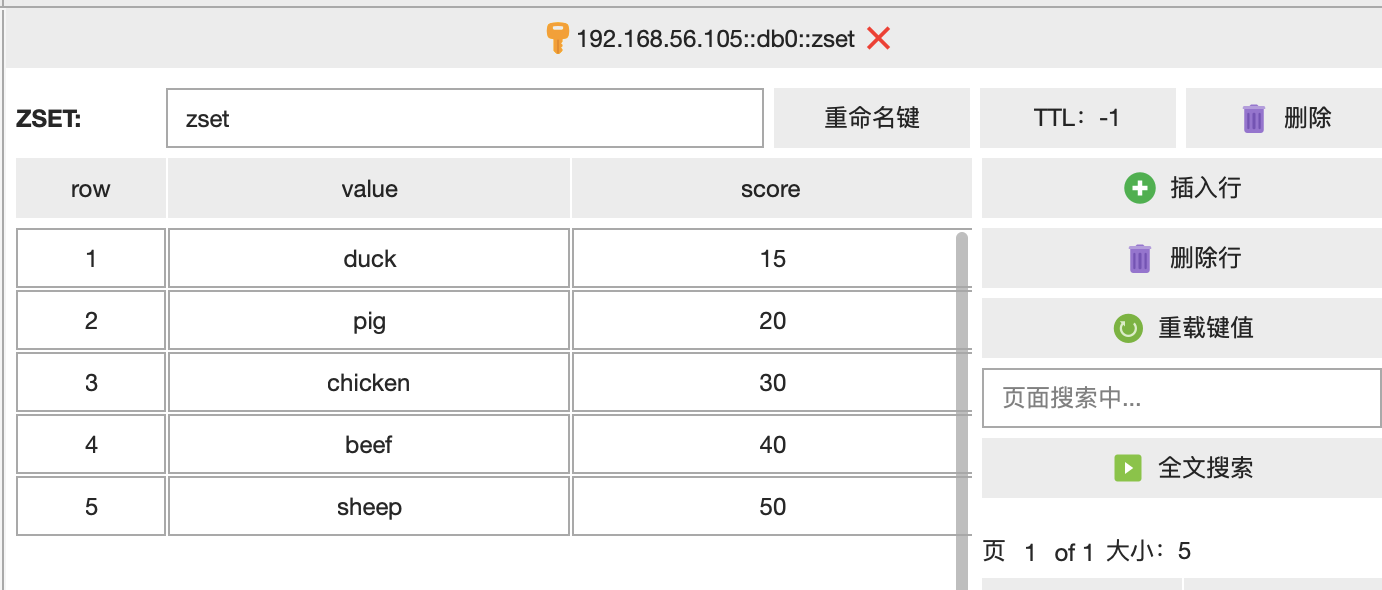 192.168.56.105::db0::zset
ZSET: zset 重命名键 TTL：-1 删除
row value score 插入行
1 duck 15 删除行
2 pig 20 重载键值
3 chicken 30 页面搜索中...
4 beef 40 全文搜索
5 sheep 50
页 1 of 1 大小：5